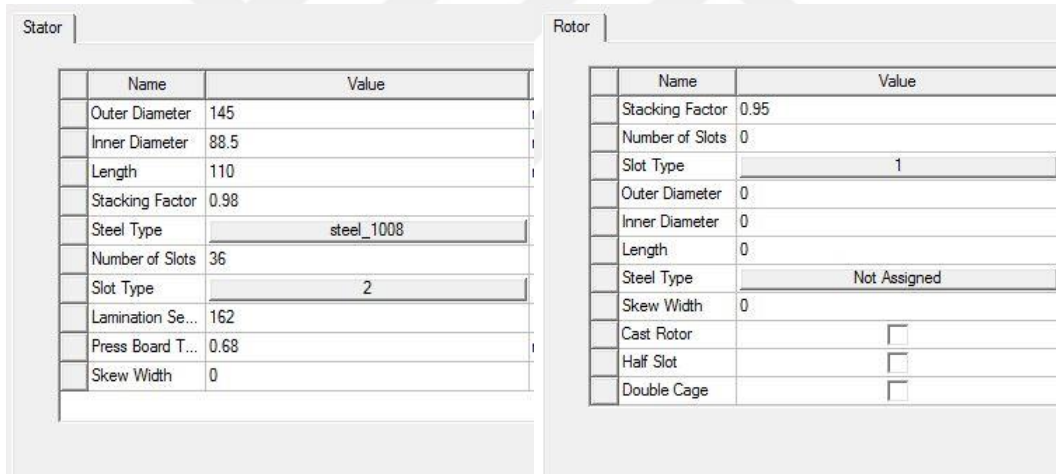 Stator
Name Value
Outer Diameter 145
Inner Diameter 88.5
Length 110
Stacking Factor 0.98
Steel Type steel_1008
Number of Slots 36
Slot Type 2
Lamination Se... 162
Press Board T... 0.68
Skew Width 0
Rotor
Name Value
Stacking Factor 0.95
Number of Slots 0
Slot Type 1
Outer Diameter 0
Inner Diameter 0
Length 0
Steel Type Not Assigned
Skew Width 0
Cast Rotor
Half Slot
Double Cage